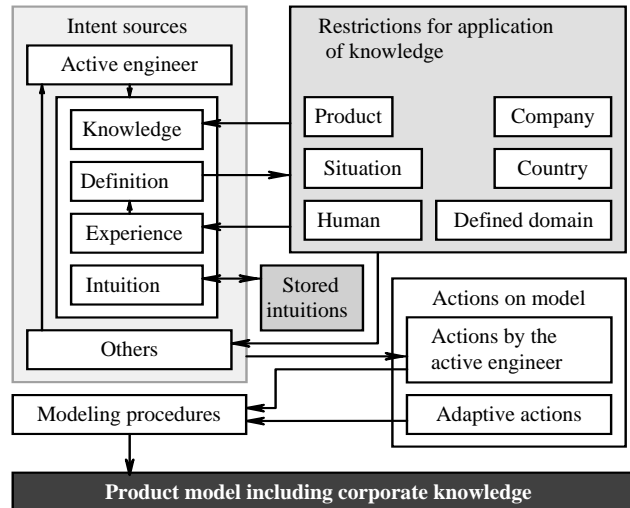 Intent sources
Active engineer
Knowledge
Definition
Experience
Intuition
Others
Restrictions for application
of knowledge
Product
Company
Situation
Country
Human
Defined domain
Stored
intuitions
Actions on model
Actions by the
active engineer
Adaptive actions
Modeling procedures
Product model including corporate knowledge